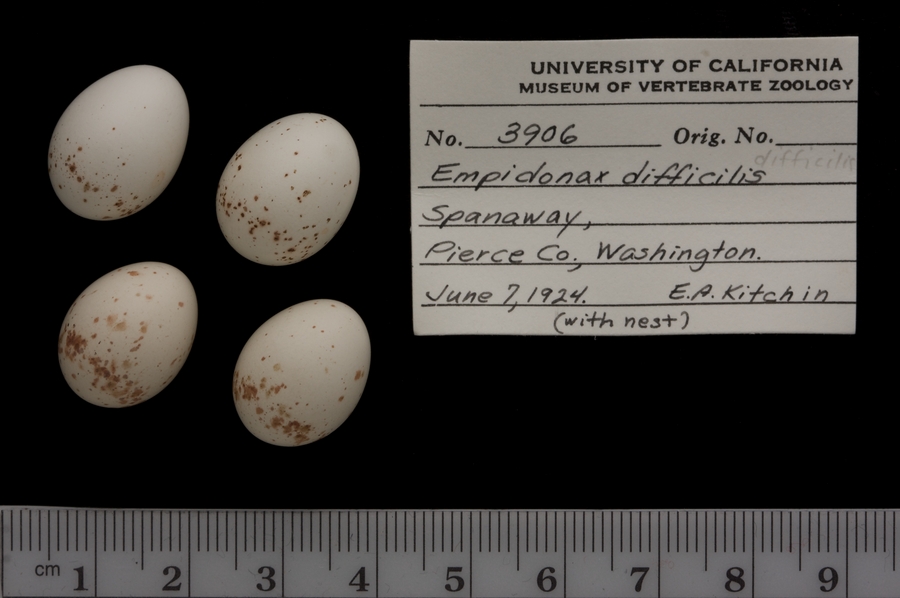 UNIVERSITY OF CALIFORNIA
MUSEUM OF VERTEBRATE ZOOLOGY
No. 3906 Orig. No.
difficilis
Empidonax difficilis
Spanaway,
Pierce Co., Washington.
June 7, 1924. E.A. Kitchin
(with nest)
cm 1 2 3 4 5 6 7 8 9